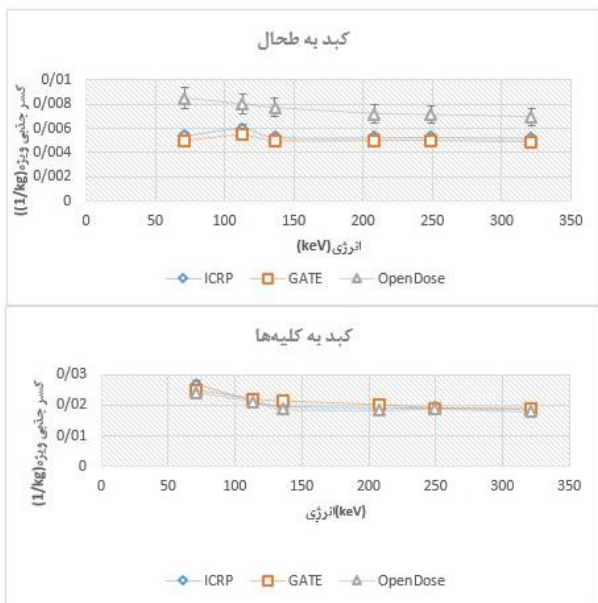 کبد به طحال
0/01
0/008
0/006
0/004
0/002
0
کسر جذبی ویژه(1/kg))
0 50 100 150 200 250 300 350
انرژی(keV)
ICRP GATE OpenDose
کبد به کلیه‌ها
0/03
0/02
0/01
0
کسر جذبی ویژه(1/kg)
0 50 100 150 200 250 300 350
انرژی(keV)
ICRP GATE OpenDose